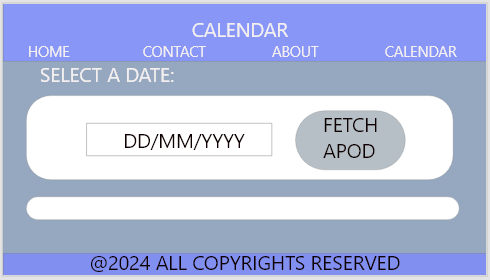 CALENDAR
HOME CONTACT ABOUT CALENDAR
SELECT A DATE:
DD/MM/YYYY
FETCH
APOD
@2024 ALL COPYRIGHTS RESERVED